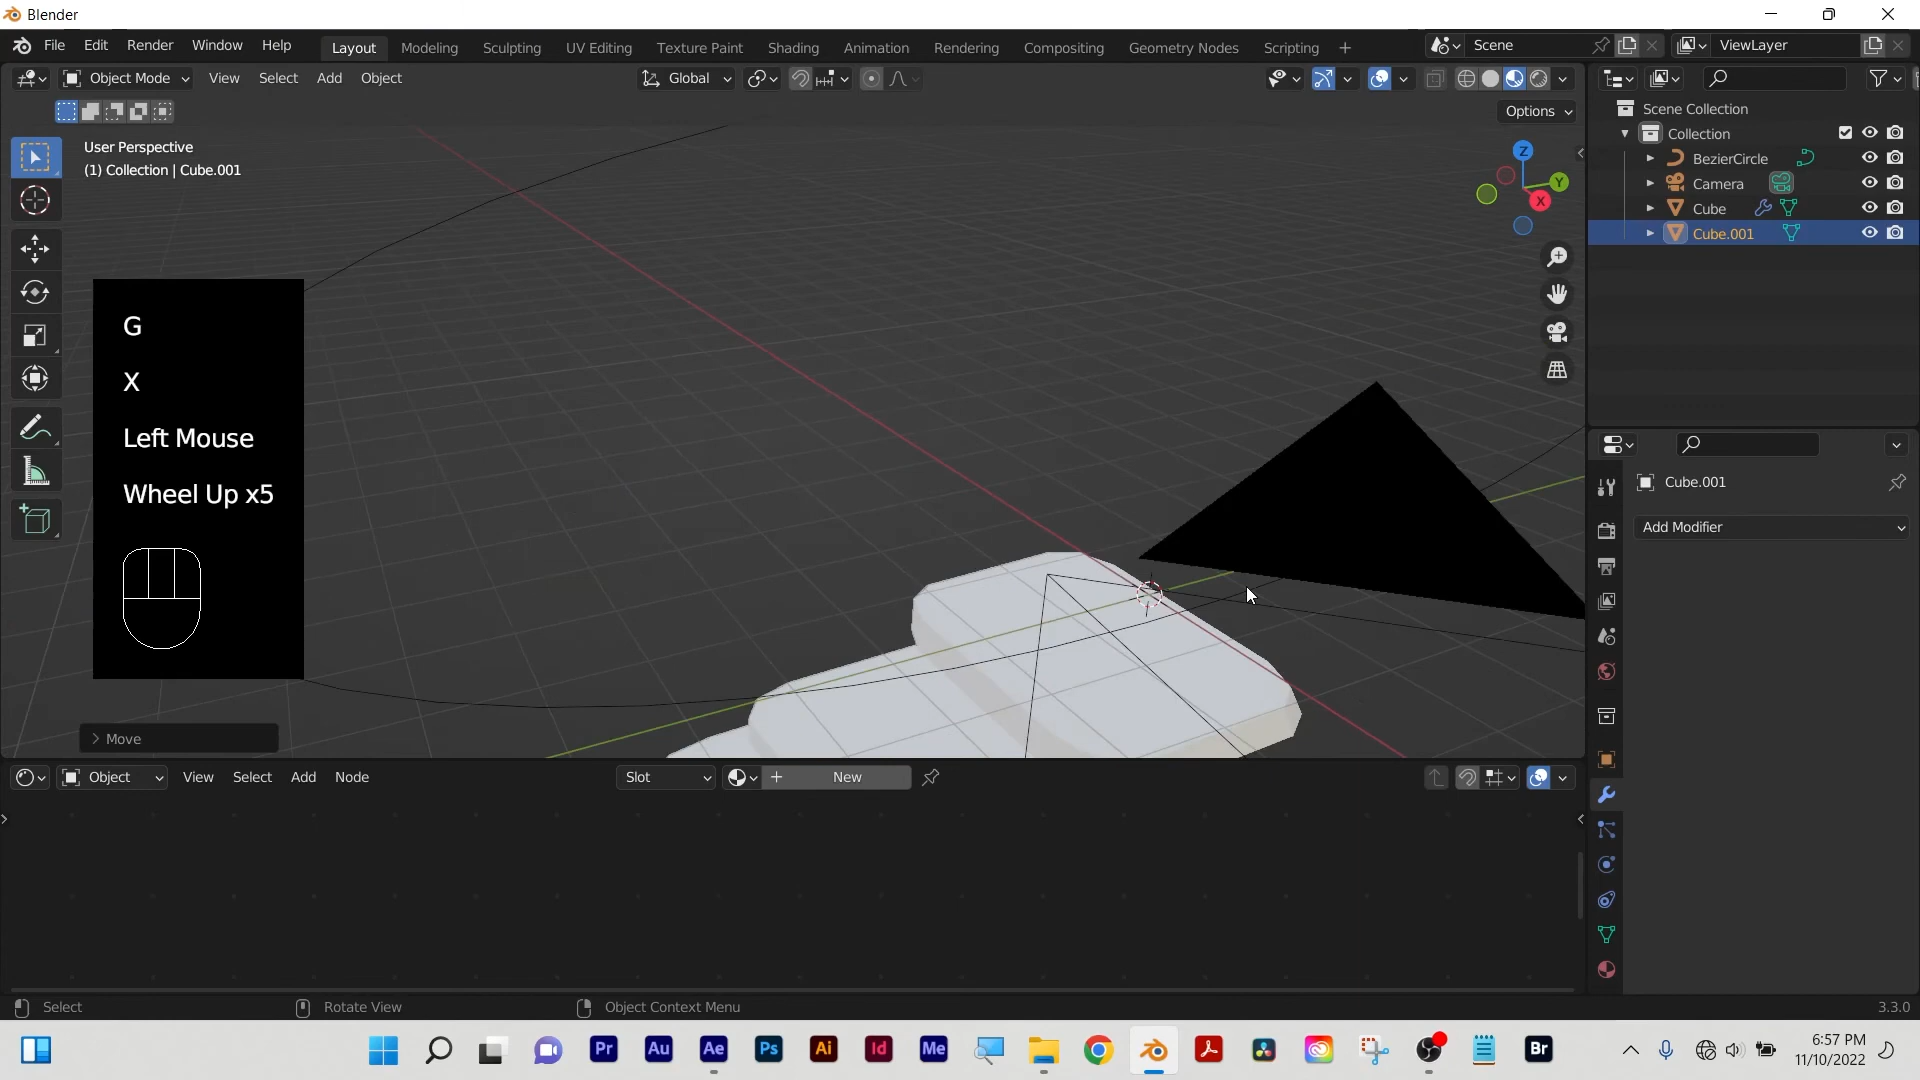 Blender
File Edit Render Window Help Layout Modeling Sculpting UV Editing Texture Paint Shading Animation Rendering Compositing Geometry Nodes Scripting + Scene ViewLayer
Object Mode View Select Add Object Global
Options
User Perspective
(1) Collection | Cube.001
Z
Y
X
G
X
Left Mouse
Wheel Up x5
> Move
Scene Collection
Collection
BezierCircle
Camera
Cube
Cube.001
Cube.001
Add Modifier
Object View Select Add Node Slot New
Select Rotate View Object Context Menu 3.3.0
Pr Au Ae Ps Ai Id Me Br
6:57 PM
11/10/2022